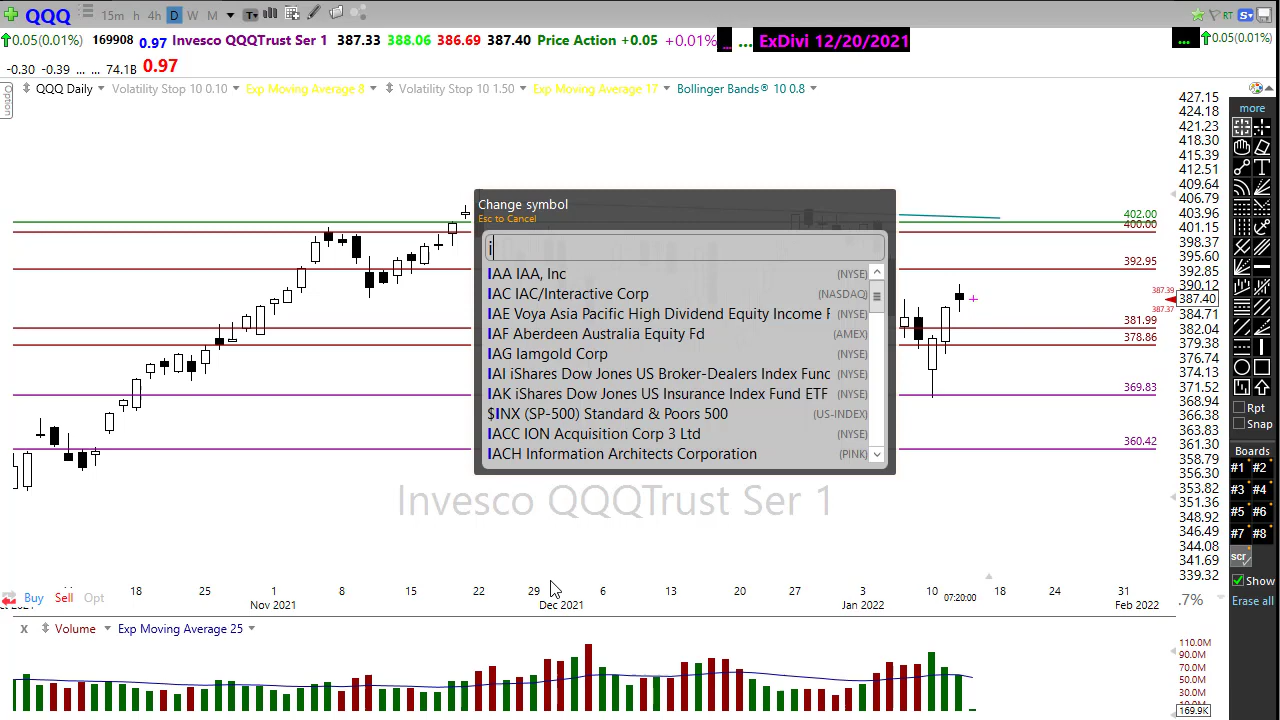 QQQ 15m h 4h D W M T RT S
0.05(0.01%) 169908 0.97 Invesco QQQTrust Ser 1 387.33 388.06 386.69 387.40 Price Action +0.05 +0.01% ... ... ExDivi 12/20/2021 ... 0.05(0.01%)
-0.30 -0.39 ... ... 74.1B 0.97
QQQ Daily Volatility Stop 10 0.10 Exp Moving Average 8 Volatility Stop 10 1.50 Exp Moving Average 17 Bollinger Bands® 10 0.8
Option
427.15
424.18
421.23
418.30
415.39
412.51
409.64
406.79
403.96
401.15
398.37
395.60
392.85
390.12
387.40
384.71
382.04
379.38
376.74
374.13
371.52
368.94
366.38
363.83
361.30
358.79
356.30
353.82
351.36
348.92
346.49
344.08
341.69
339.32
402.00
400.00
392.95
387.39
387.37
381.99
378.86
369.83
360.42
Change symbol
Esc to Cancel
i
IAA IAA, Inc (NYSE)
IAC IAC/Interactive Corp (NASDAQ)
IAE Voya Asia Pacific High Dividend Equity Income F (NYSE)
IAF Aberdeen Australia Equity Fd (AMEX)
IAG Iamgold Corp (NYSE)
IAI iShares Dow Jones US Broker-Dealers Index Func (NYSE)
IAK iShares Dow Jones US Insurance Index Fund ETF (NYSE)
$INX (SP-500) Standard & Poors 500 (US-INDEX)
IACC ION Acquisition Corp 3 Ltd (NYSE)
IACH Information Architects Corporation (PINK)
Invesco QQQTrust Ser 1
18 25 1 8 15 22 29 6 13 20 27 3 10 18 24 31
Nov 2021 Dec 2021 Jan 2022 07:20:00 Feb 2022
Buy Sell Opt .7%
x Volume Exp Moving Average 25
110.0M
90.0M
70.0M
50.0M
30.0M
169.9K
more
Rpt
Snap
Boards
#1 #2
#3 #4
#5 #6
#7 #8
scr
Show
Erase all